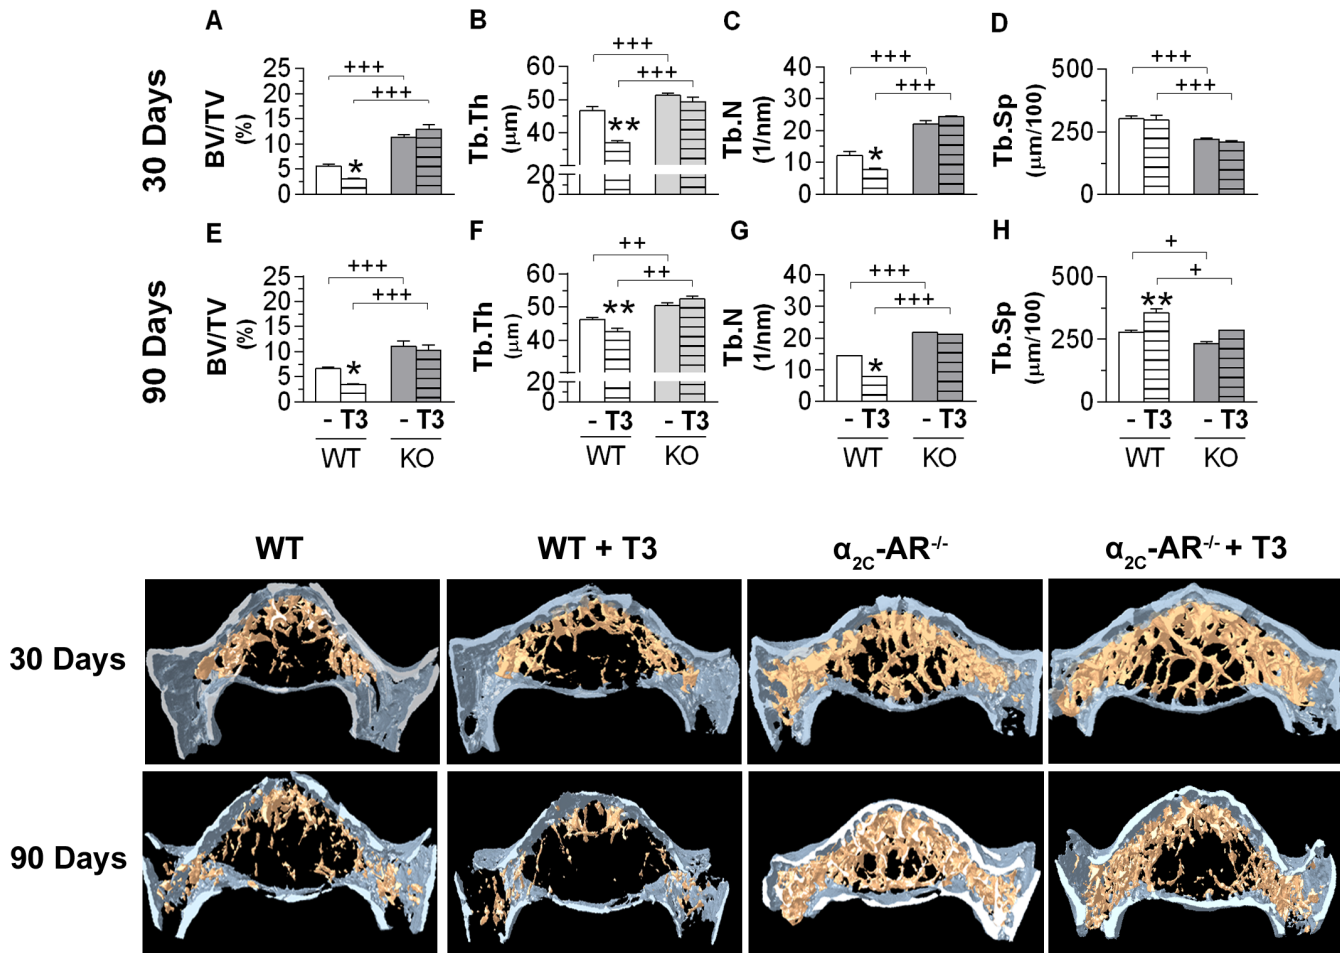 A B C D
30 Days
BV/TV (%)
25
20
15
10
5
0
+++
+++
*
Tb.Th (μm)
60
50
40
20
0
+++
+++
**
Tb.N (1/nm)
40
30
20
10
0
+++
+++
*
Tb.Sp (μm/100)
500
250
0
+++
+++
E F G H
90 Days
BV/TV (%)
25
20
15
10
5
0
+++
+++
*
- T3 - T3
WT KO
Tb.Th (μm)
60
50
40
20
0
++
++
**
- T3 - T3
WT KO
Tb.N (1/nm)
40
30
20
10
0
+++
+++
*
- T3 - T3
WT KO
Tb.Sp (μm/100)
500
250
0
+
+
**
- T3 - T3
WT KO
WT WT + T3 α2C-AR-/- α2C-AR-/- + T3
30 Days
90 Days